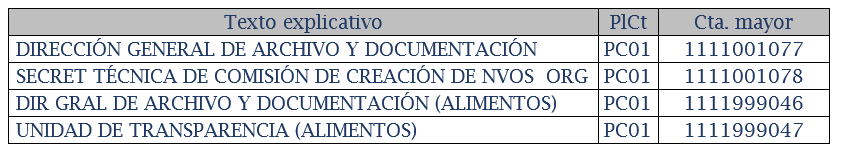 Texto explicativo PlCt Cta. mayor
DIRECCIÓN GENERAL DE ARCHIVO Y DOCUMENTACIÓN PC01 1111001077
SECRET TÉCNICA DE COMISIÓN DE CREACIÓN DE NVOS ORG PC01 1111001078
DIR GRAL DE ARCHIVO Y DOCUMENTACIÓN (ALIMENTOS) PC01 1111999046
UNIDAD DE TRANSPARENCIA (ALIMENTOS) PC01 1111999047